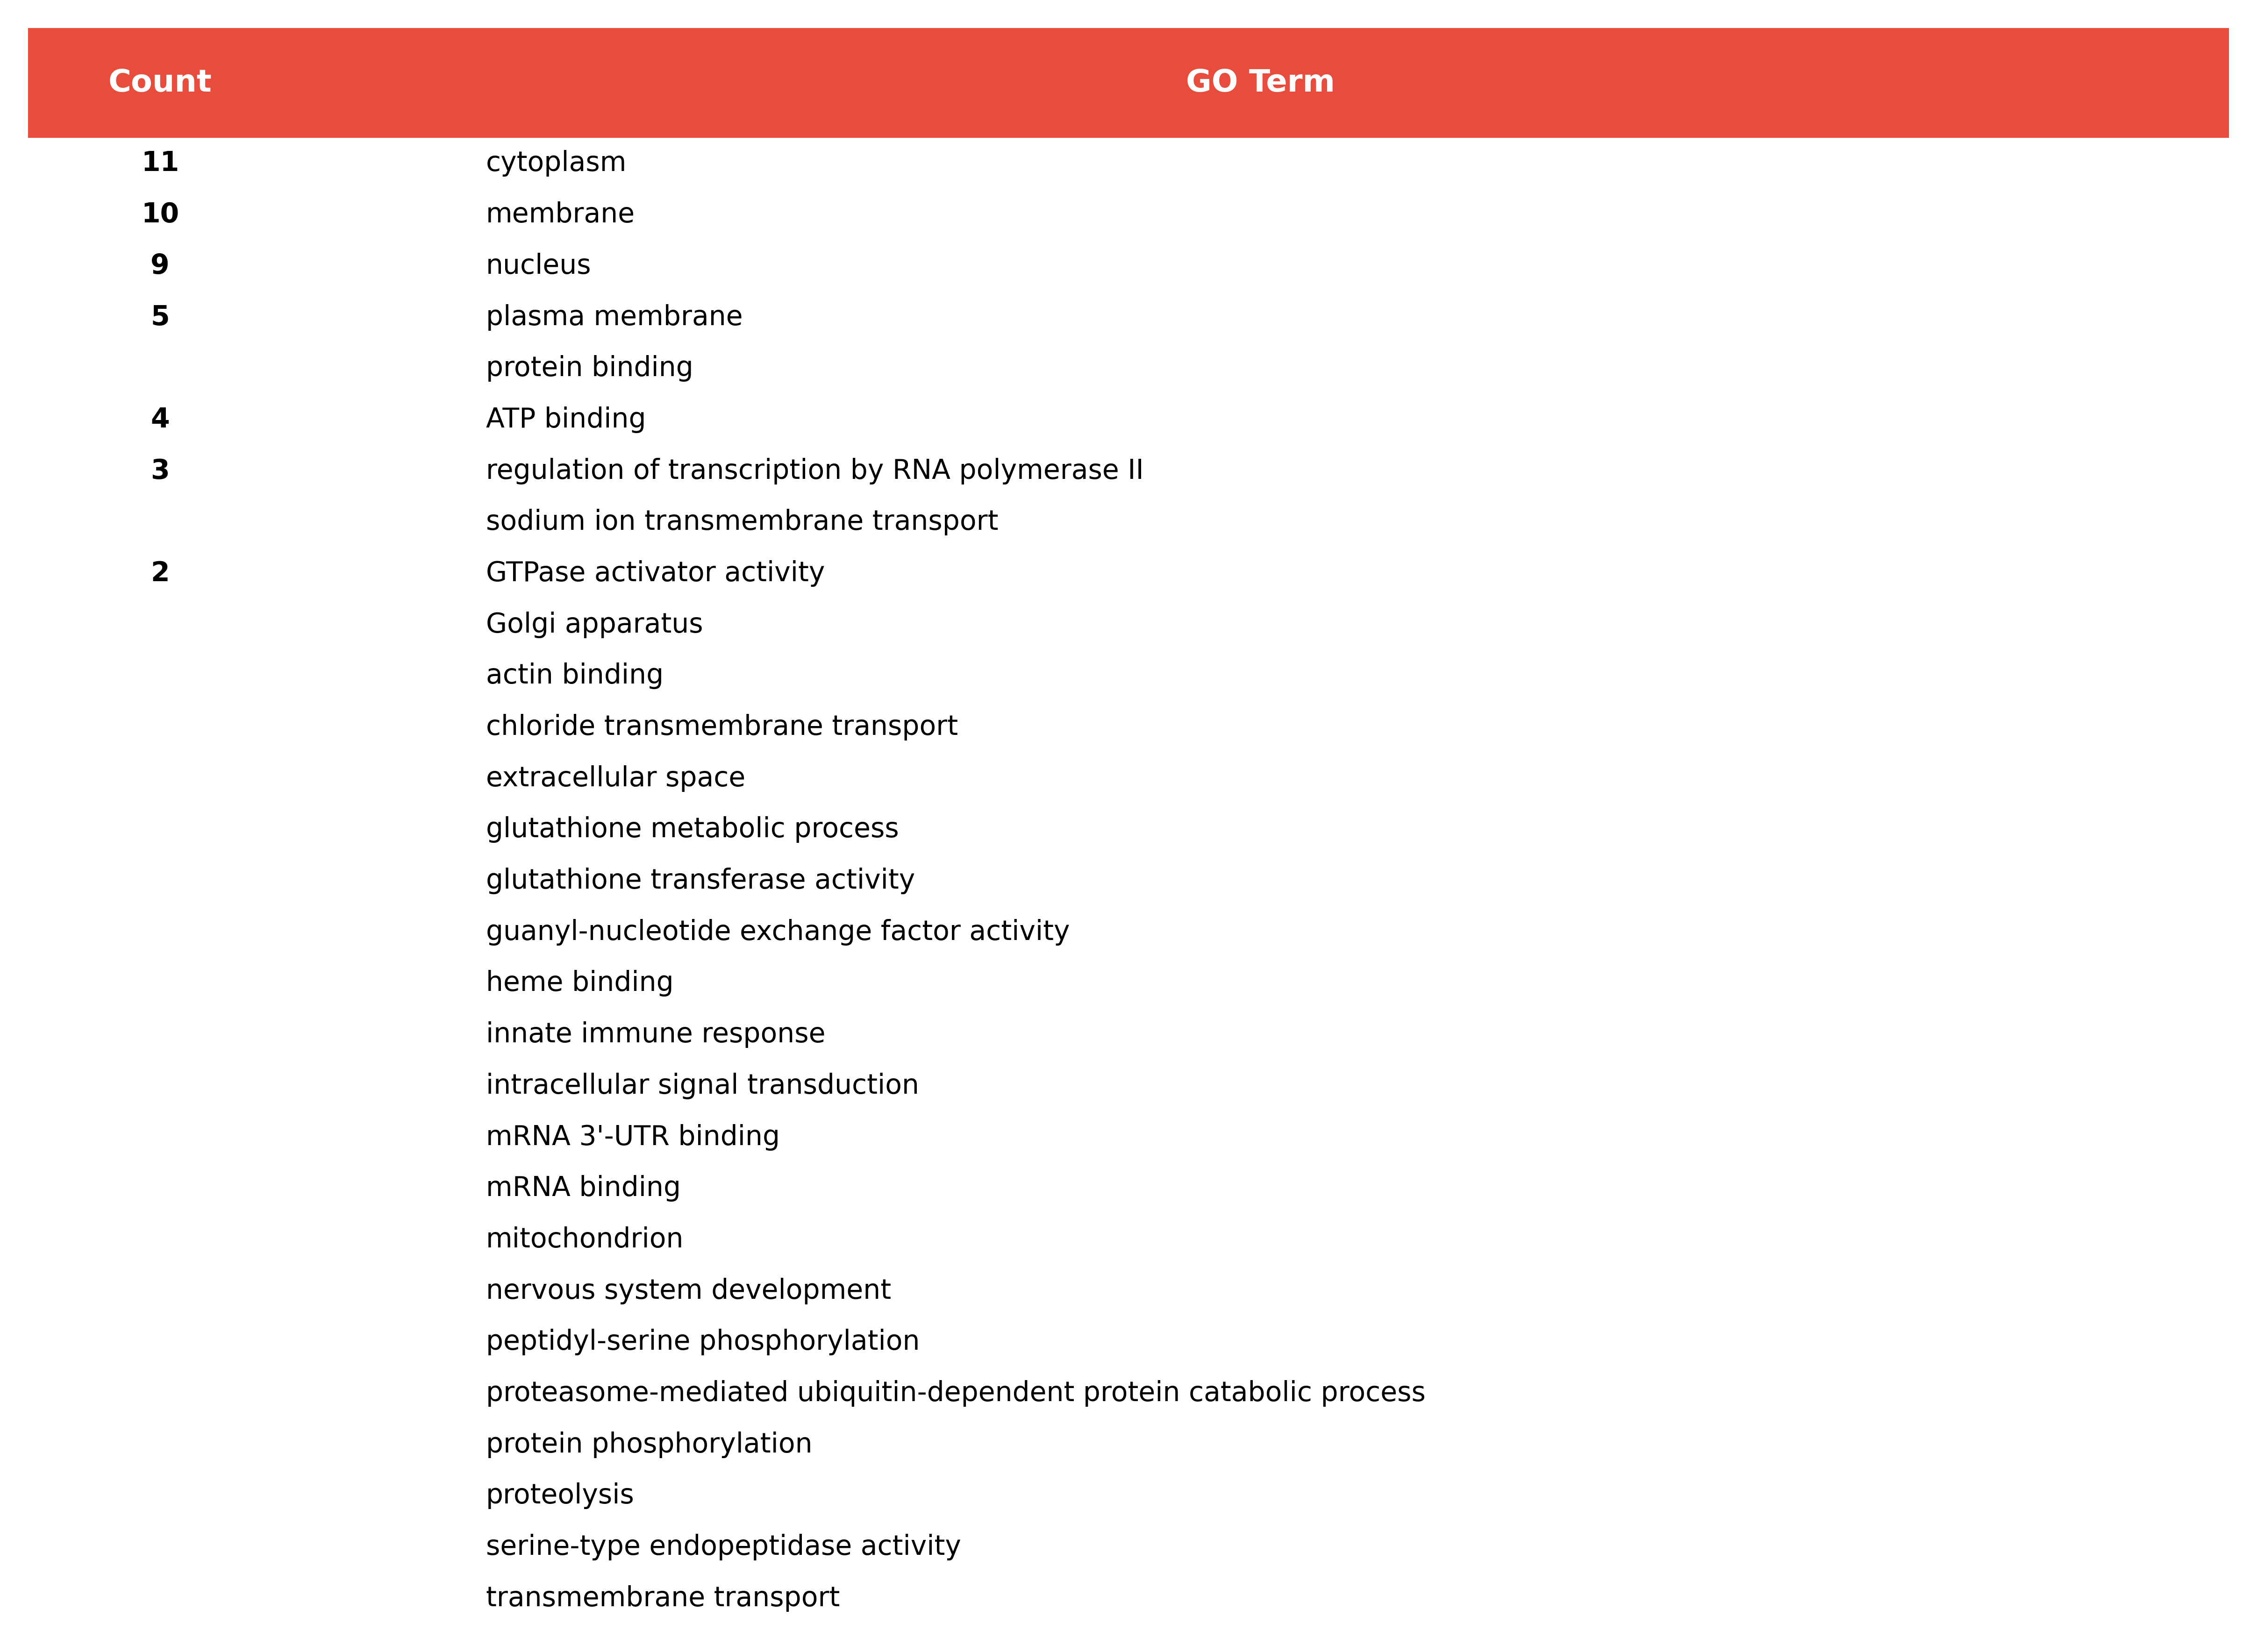 Count GO Term
11 cytoplasm
10 membrane
9 nucleus
5 plasma membrane
protein binding
4 ATP binding
3 regulation of transcription by RNA polymerase II
sodium ion transmembrane transport
2 GTPase activator activity
Golgi apparatus
actin binding
chloride transmembrane transport
extracellular space
glutathione metabolic process
glutathione transferase activity
guanyl-nucleotide exchange factor activity
heme binding
innate immune response
intracellular signal transduction
mRNA 3'-UTR binding
mRNA binding
mitochondrion
nervous system development
peptidyl-serine phosphorylation
proteasome-mediated ubiquitin-dependent protein catabolic process
protein phosphorylation
proteolysis
serine-type endopeptidase activity
transmembrane transport